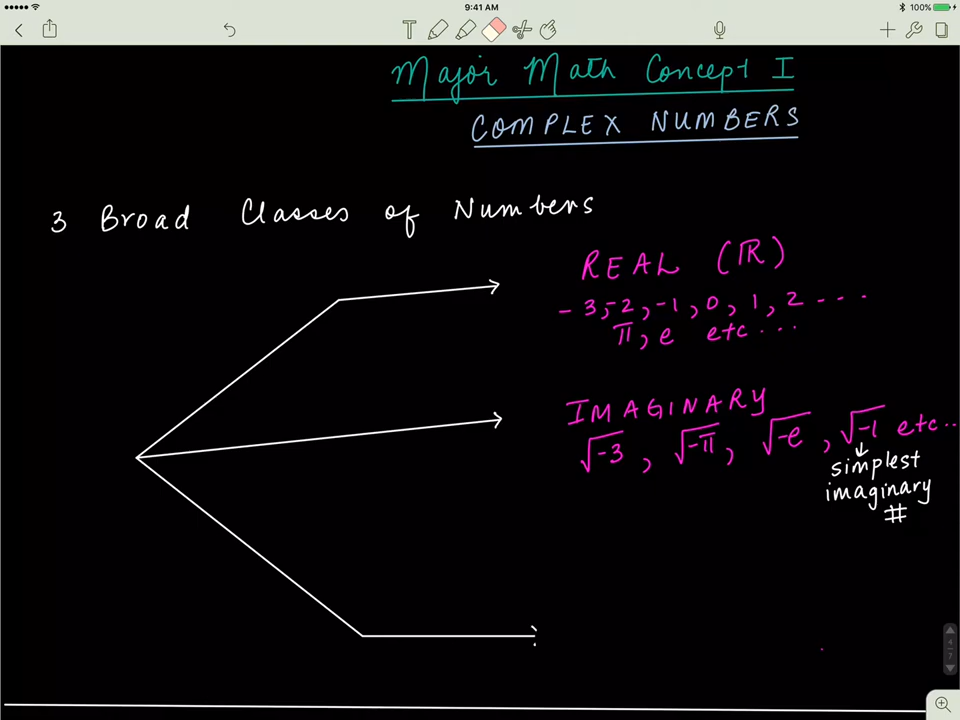 9:41 AM
100%
T
Major Math Concept I
COMPLEX NUMBERS
3 Broad Classes of Numbers
REAL (ℝ)
-3, -2, -1, 0, 1, 2 ....
π, e etc ...
IMAGINARY
√-3, √-π, √-e, √-1 etc...
simplest
imaginary
#